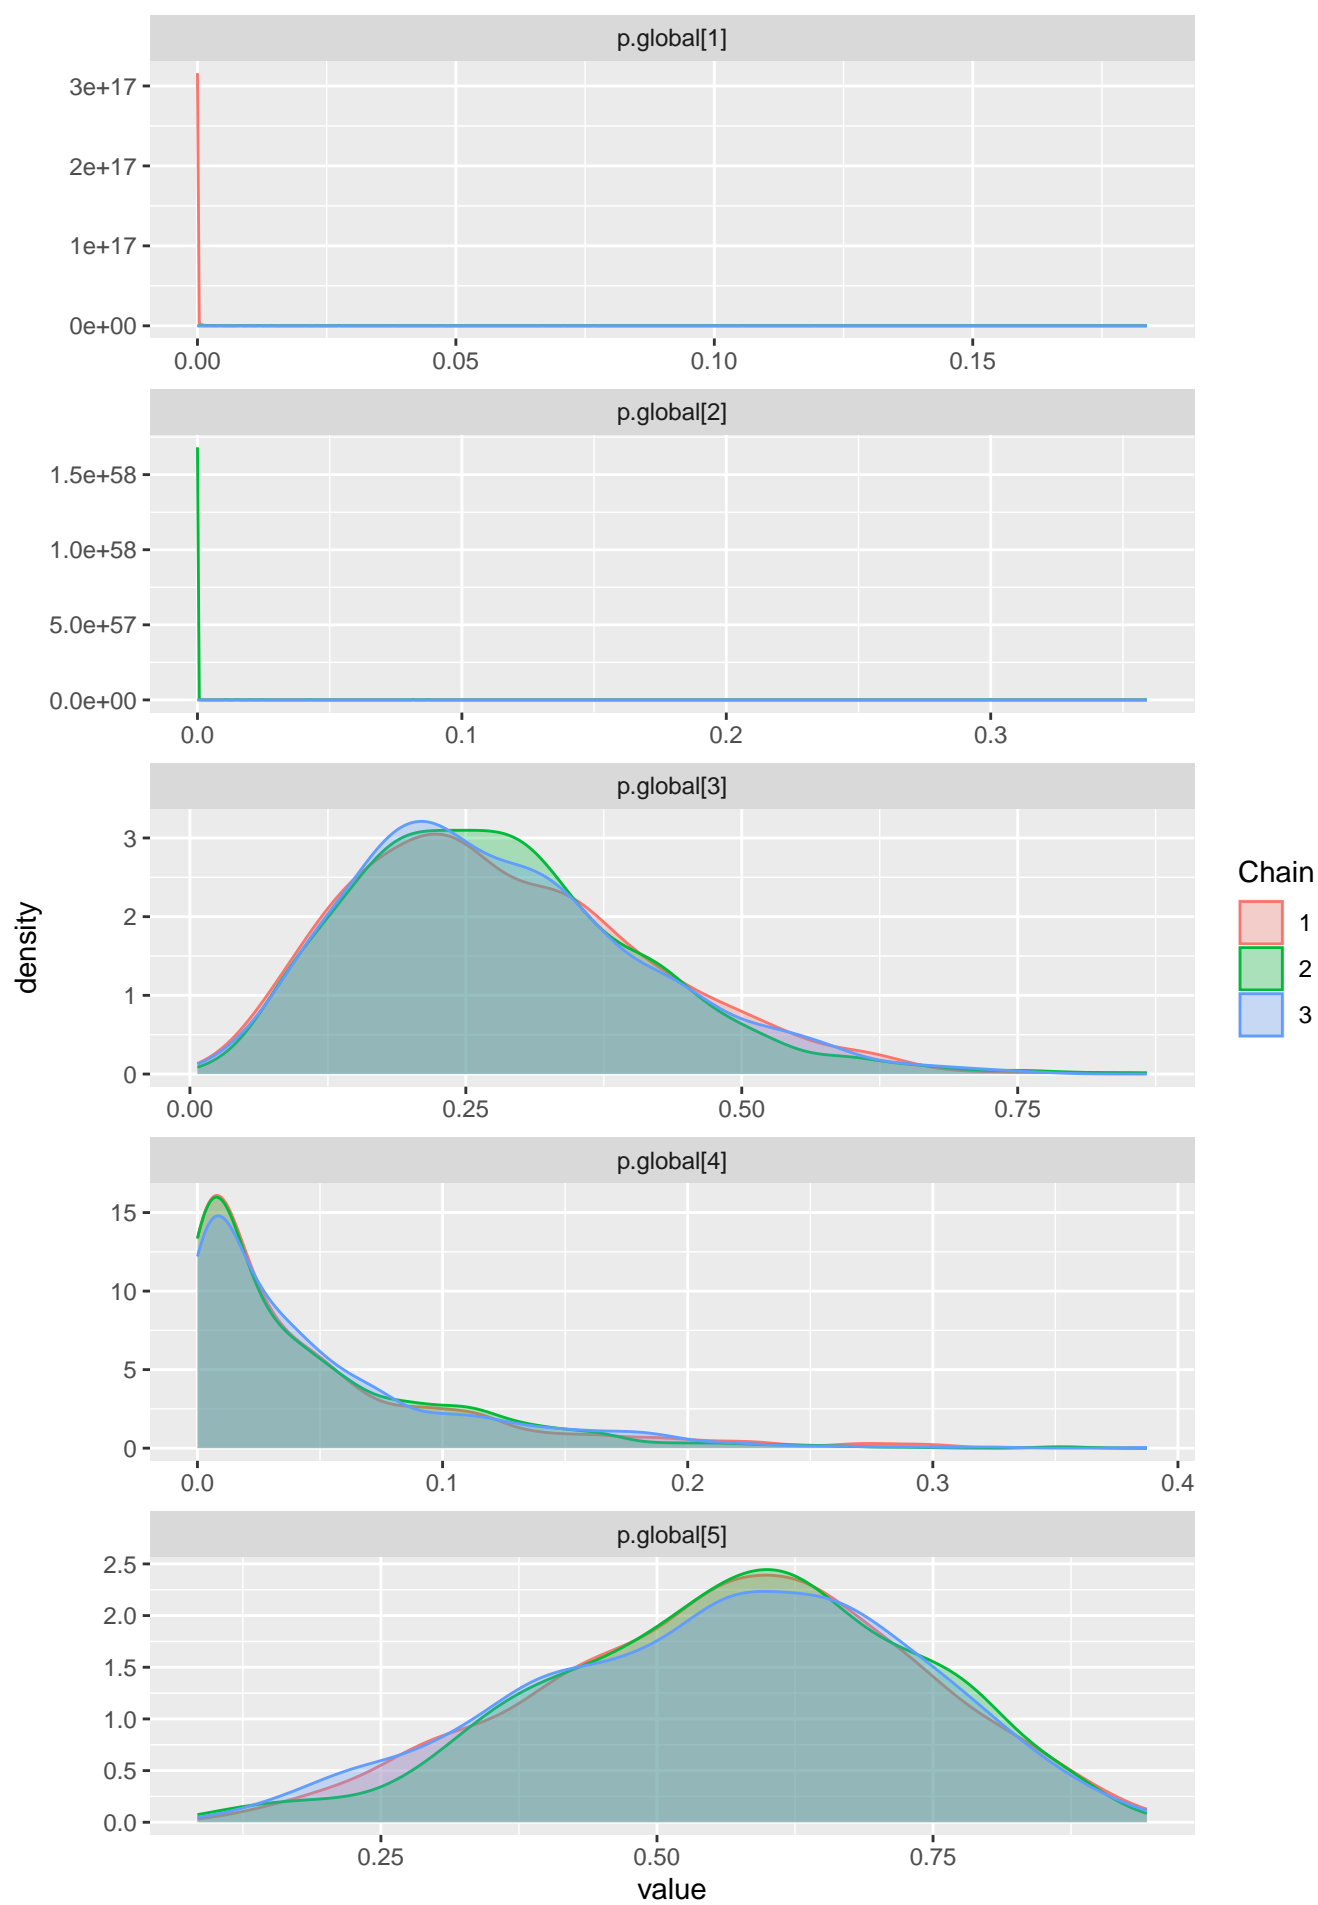 p.global[1]
3e+17
2e+17
1e+17
0e+00
0.00 0.05 0.10 0.15
p.global[2]
1.5e+58
1.0e+58
5.0e+57
0.0e+00
0.0 0.1 0.2 0.3
p.global[3]
3
2
1
0
0.00 0.25 0.50 0.75
p.global[4]
15
10
5
0
0.0 0.1 0.2 0.3 0.4
p.global[5]
2.5
2.0
1.5
1.0
0.5
0.0
0.25 0.50 0.75
value
density
Chain
1
2
3